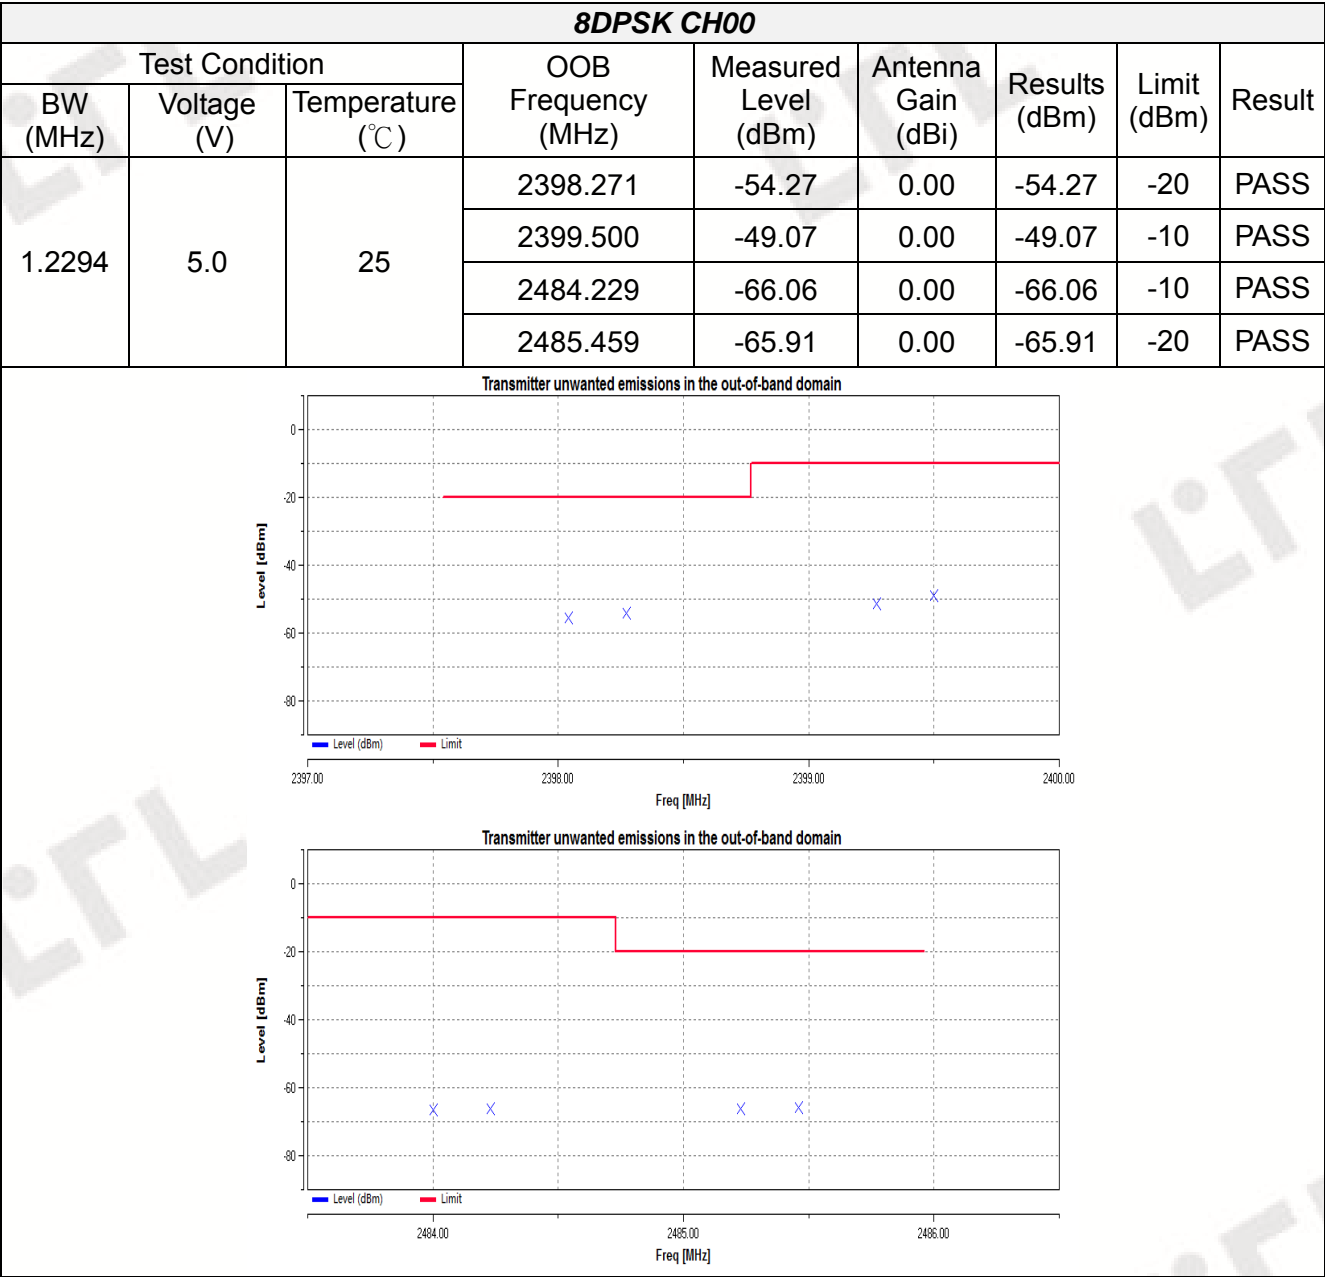 8DPSK CH00
Test Condition
OOB Frequency (MHz)
Measured Level (dBm)
Antenna Gain (dBi)
Results (dBm)
Limit (dBm)
Result
BW (MHz)
Voltage (V)
Temperature (℃)
1.2294 5.0 25
2398.271 -54.27 0.00 -54.27 -20 PASS
2399.500 -49.07 0.00 -49.07 -10 PASS
2484.229 -66.06 0.00 -66.06 -10 PASS
2485.459 -65.91 0.00 -65.91 -20 PASS
Transmitter unwanted emissions in the out-of-band domain
0
-20
-40
-60
-80
Level [dBm]
Level (dBm) Limit
2397.00 2398.00 2399.00 2400.00
Freq [MHz]
Transmitter unwanted emissions in the out-of-band domain
0
-20
-40
-60
-80
Level [dBm]
Level (dBm) Limit
2484.00 2485.00 2486.00
Freq [MHz]